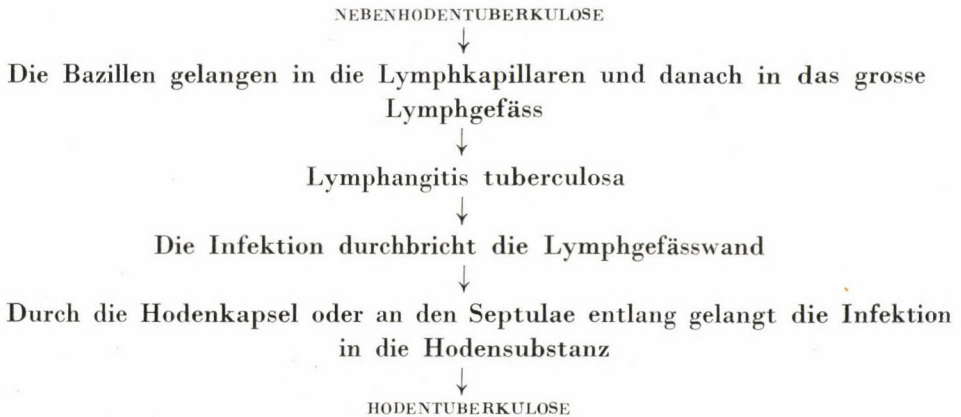 NEBENHODENTUBERKULOSE
↓
Die Bazillen gelangen in die Lymphkapillaren und danach in das grosse
Lymphgefäss
↓
Lymphangitis tuberculosa
↓
Die Infektion durchbricht die Lymphgefässwand
↓
Durch die Hodenkapsel oder an den Septulae entlang gelangt die Infektion
in die Hodensubstanz
↓
HODENTUBERKULOSE